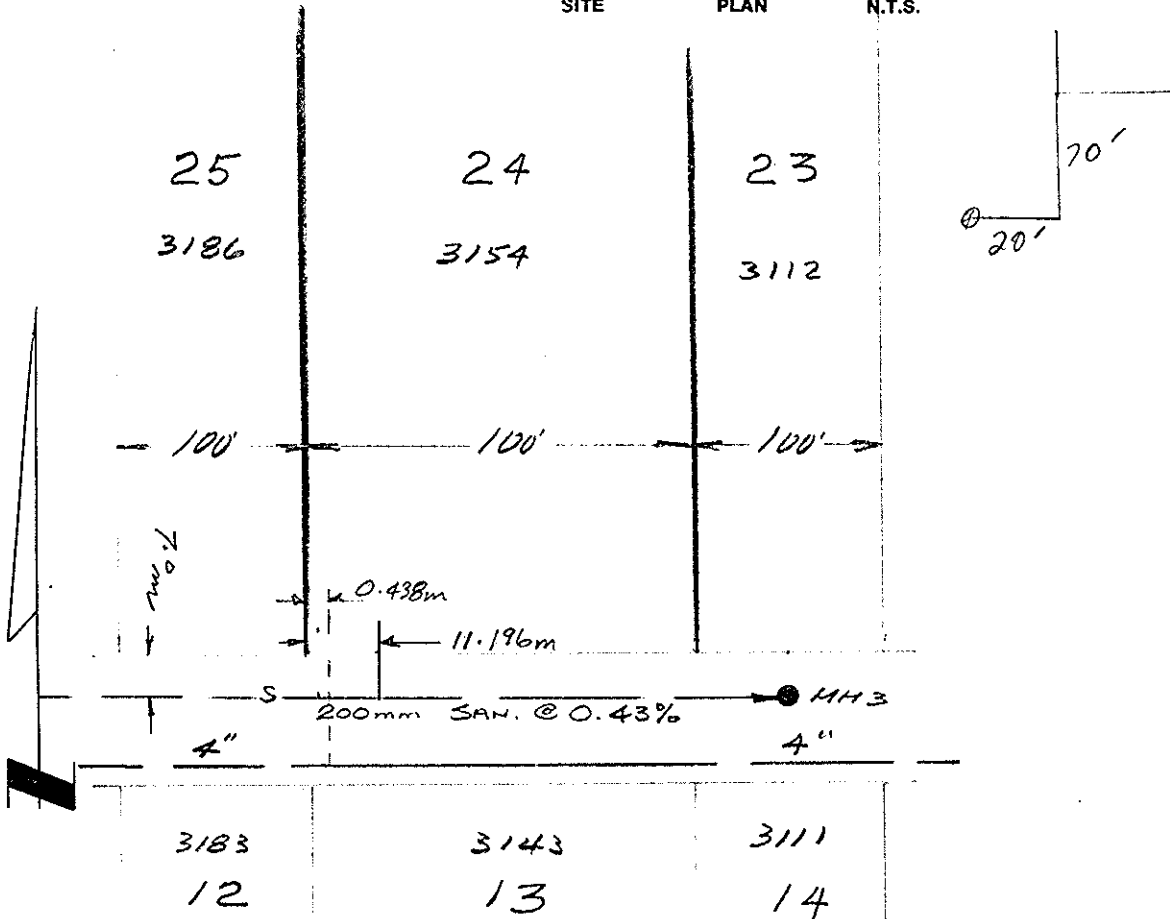 SITE PLAN N.T.S.
25 24 23
3186 3154 3112
70'
20'
100' 100' 100'
7.0m
0.438m
11.196m
S MH3
200mm SAN. @ 0.43%
4" 4"
3183 3143 3111
12 13 14